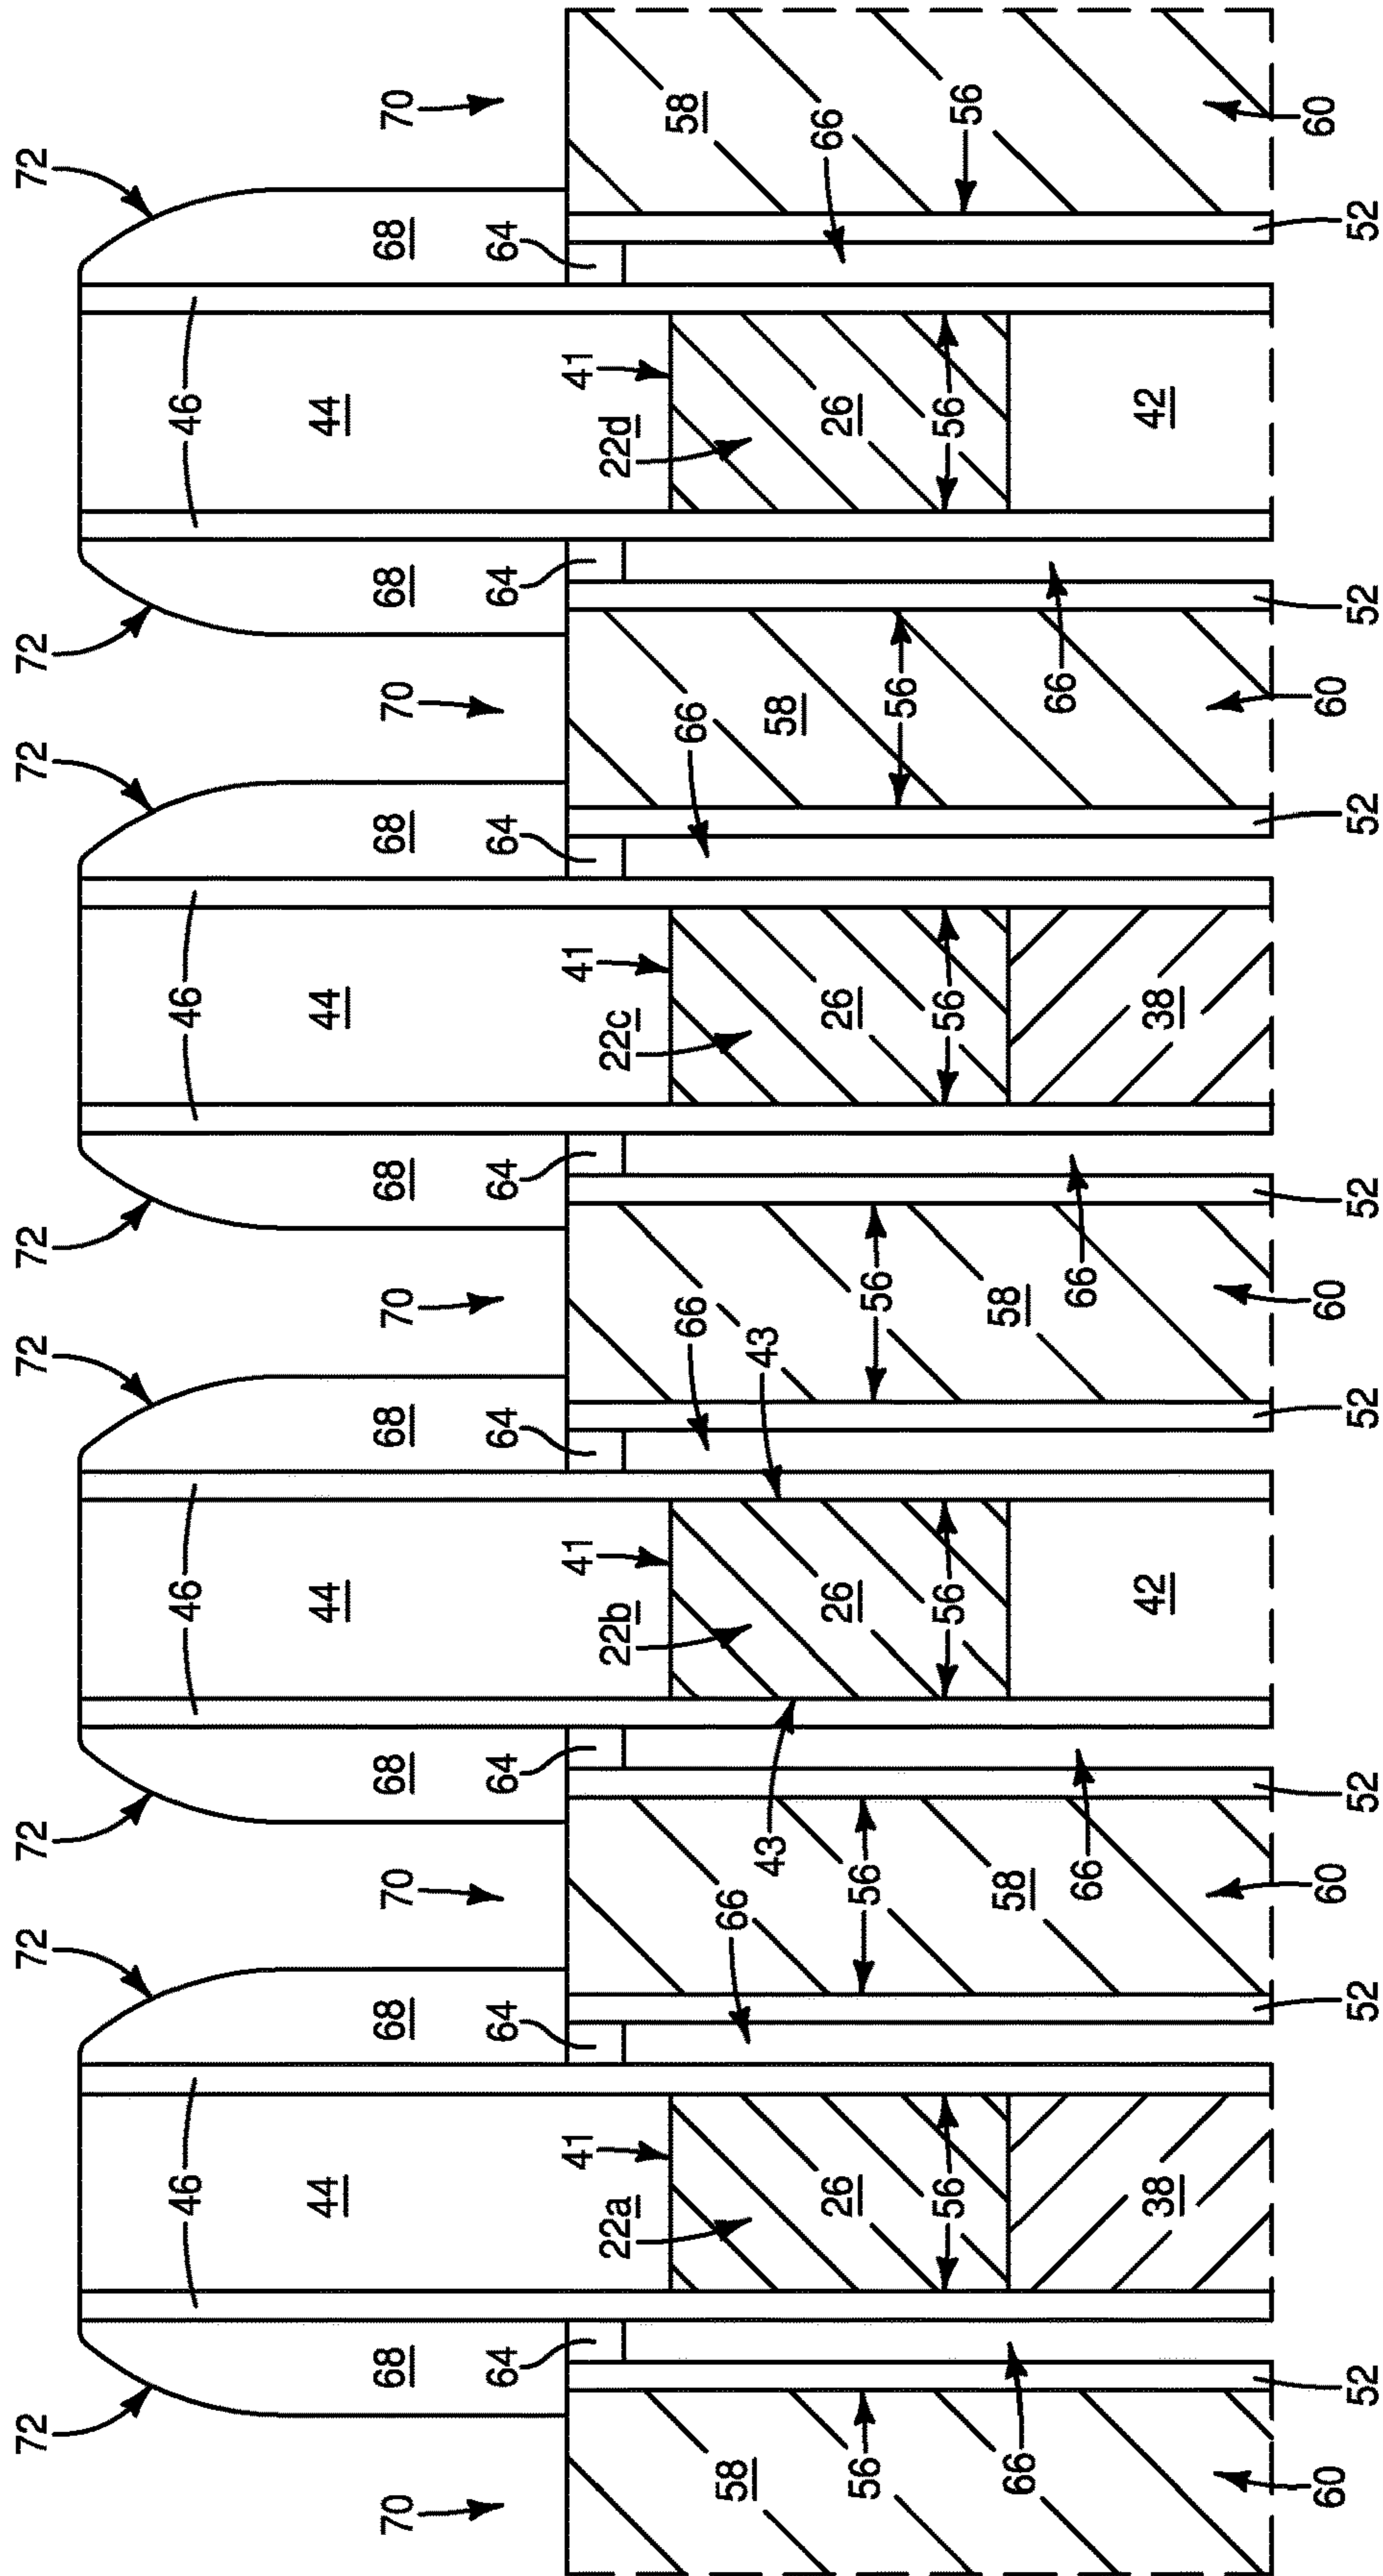 72 72 72 72 72 72 72 72
46 46 46 46
44 44 44 44
70 68 68 70 68 68 70 68 68 70 68 68 70
64 64 64 64 64 64 64 64
41 41 41 41
22a 22b 22c 22d
66 66 58
58 66 43 43 58
26 26 26 26 66
56 56 56 56
56 56 56 56 56
66 58 58
66 66 66
38 42 38 42
60 60 60 60 60
52 52 52 52 52 52 52 52